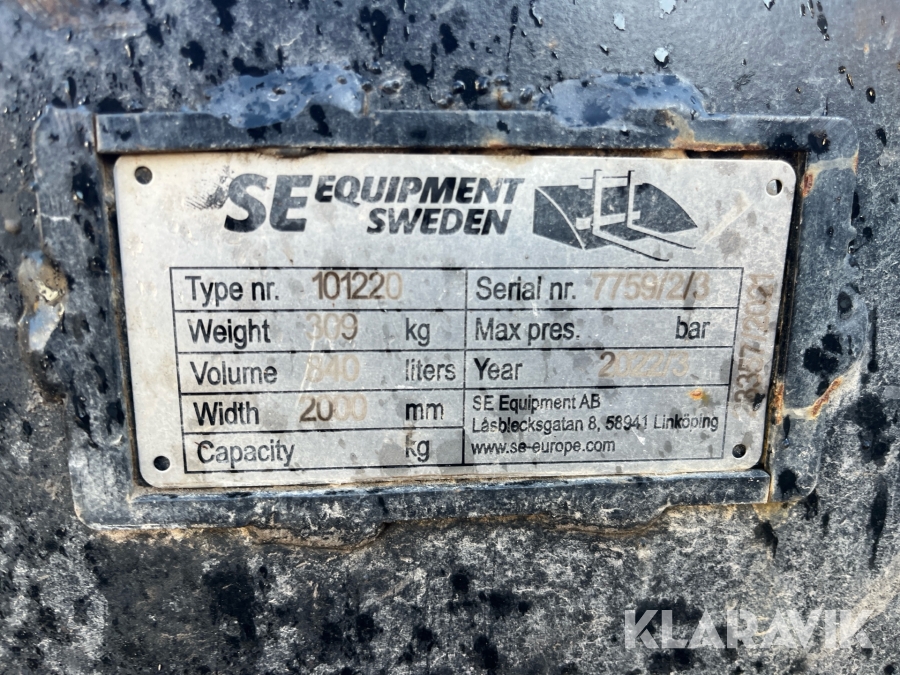 SE EQUIPMENT
SWEDEN
Type nr. 101220 Serial nr. 7759/2/3
Weight 309 kg Max pres. bar
Volume 840 liters Year 2022/3
Width 2000 mm SE Equipment AB
Låsblecksgatan 8, 58941 Linköping
Capacity kg www.se-europe.com
KLARAVIK